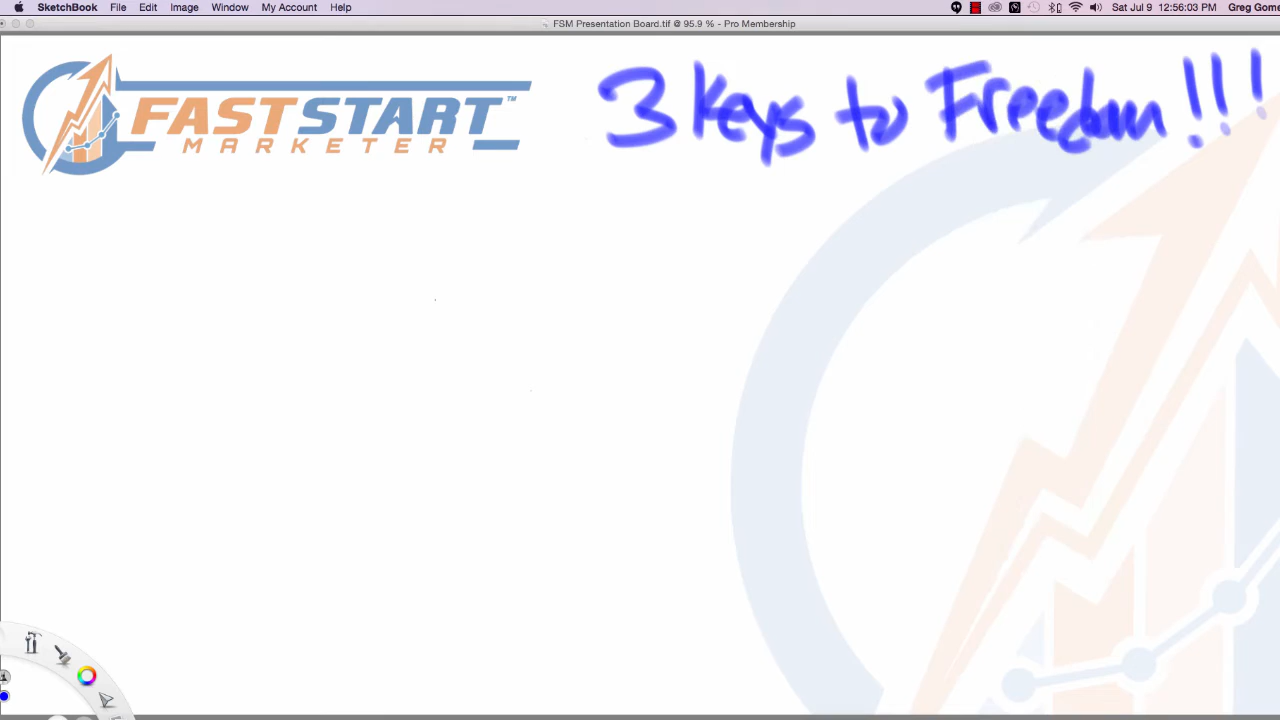 SketchBook File Edit Image Window My Account Help Sat Jul 9 12:56:03 PM
FSM Presentation Board.tif @ 95.9 % - Pro Membership
FASTSTART™
MARKETER
3 Keys to Freedom!!!